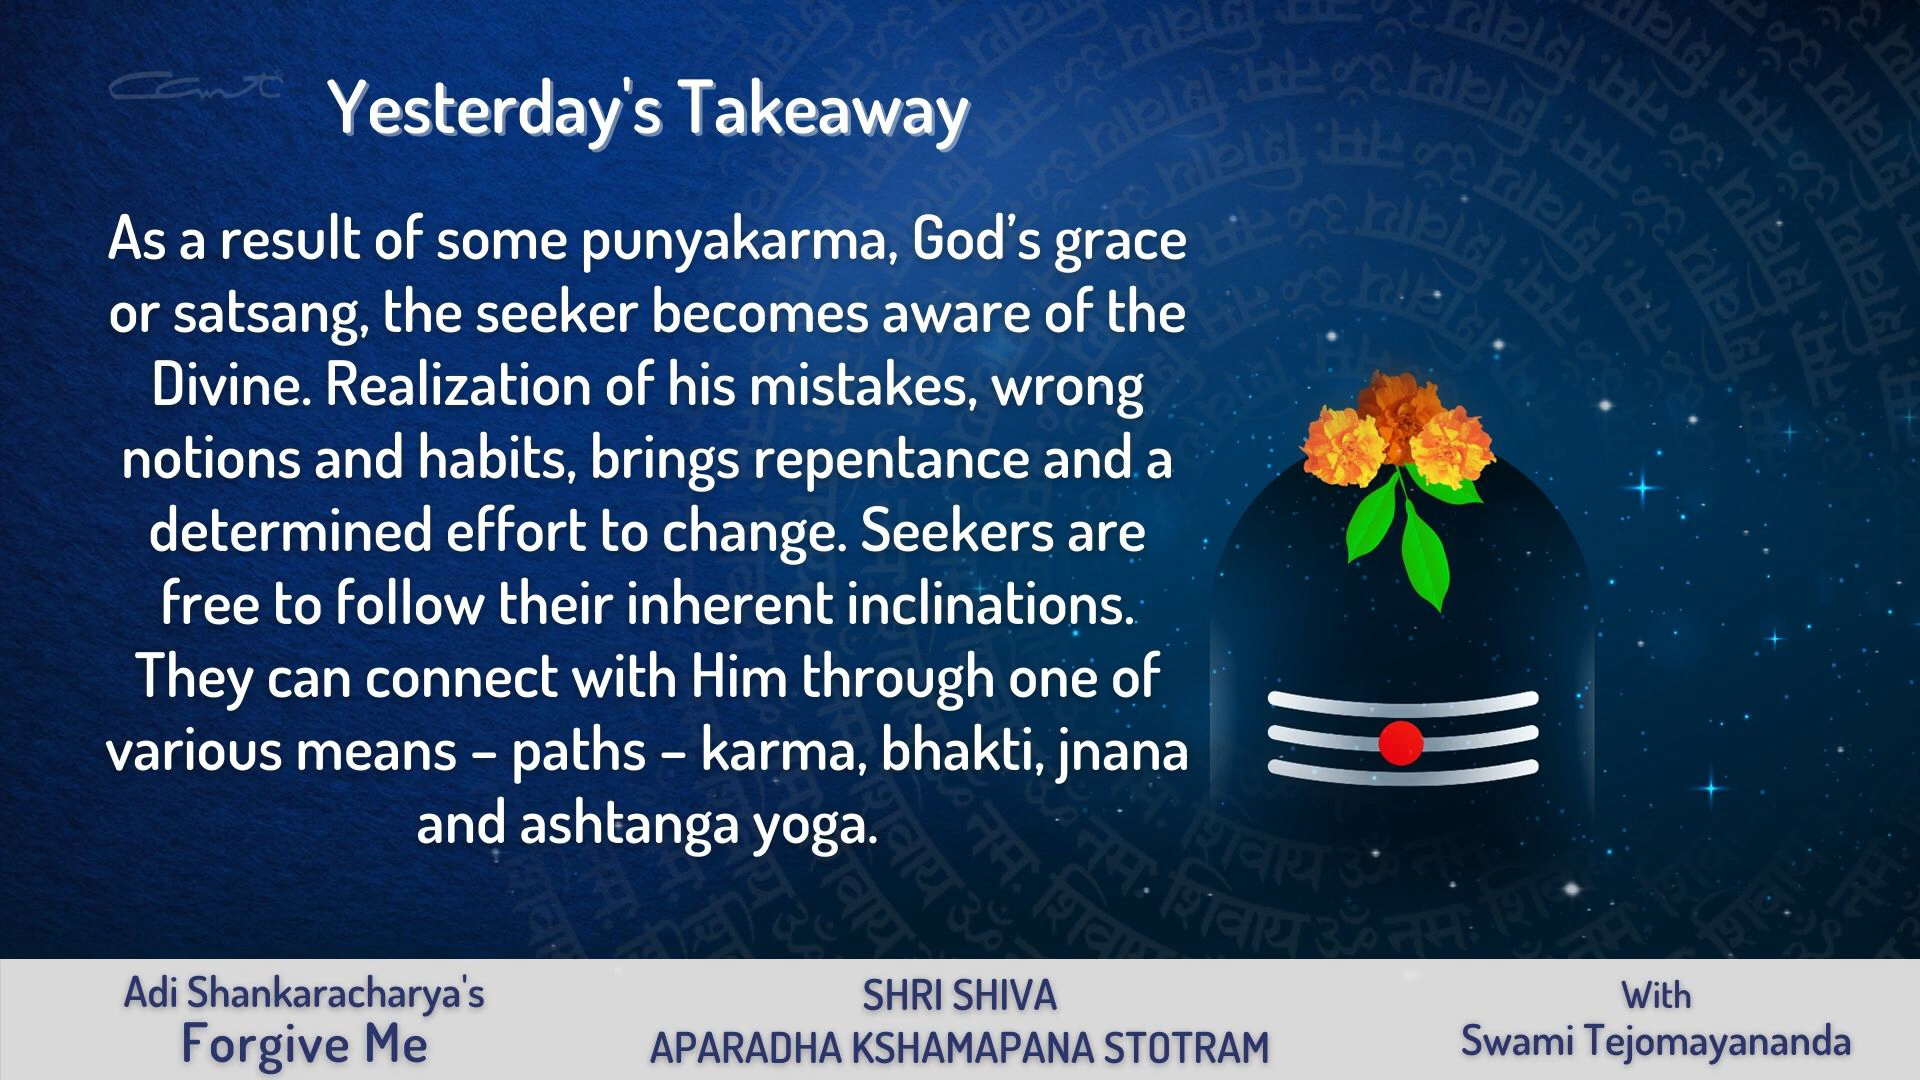 Yesterday's Takeaway
As a result of some punyakarma, God’s grace
or satsang, the seeker becomes aware of the
Divine. Realization of his mistakes, wrong
notions and habits, brings repentance and a
determined effort to change. Seekers are
free to follow their inherent inclinations.
They can connect with Him through one of
various means – paths – karma, bhakti, jnana
and ashtanga yoga.
Adi Shankaracharya's
Forgive Me
SHRI SHIVA
APARADHA KSHAMAPANA STOTRAM
With
Swami Tejomayananda